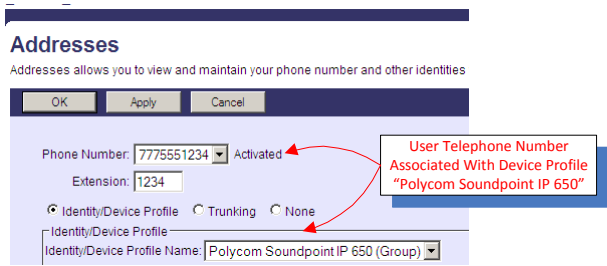 Addresses
Addresses allows you to view and maintain your phone number and other identities
OK Apply Cancel
Phone Number: 7775551234 Activated
Extension: 1234
Identity/Device Profile Trunking None
Identity/Device Profile
Identity/Device Profile Name: Polycom Soundpoint IP 650 (Group)
User Telephone Number
Associated With Device Profile
“Polycom Soundpoint IP 650”